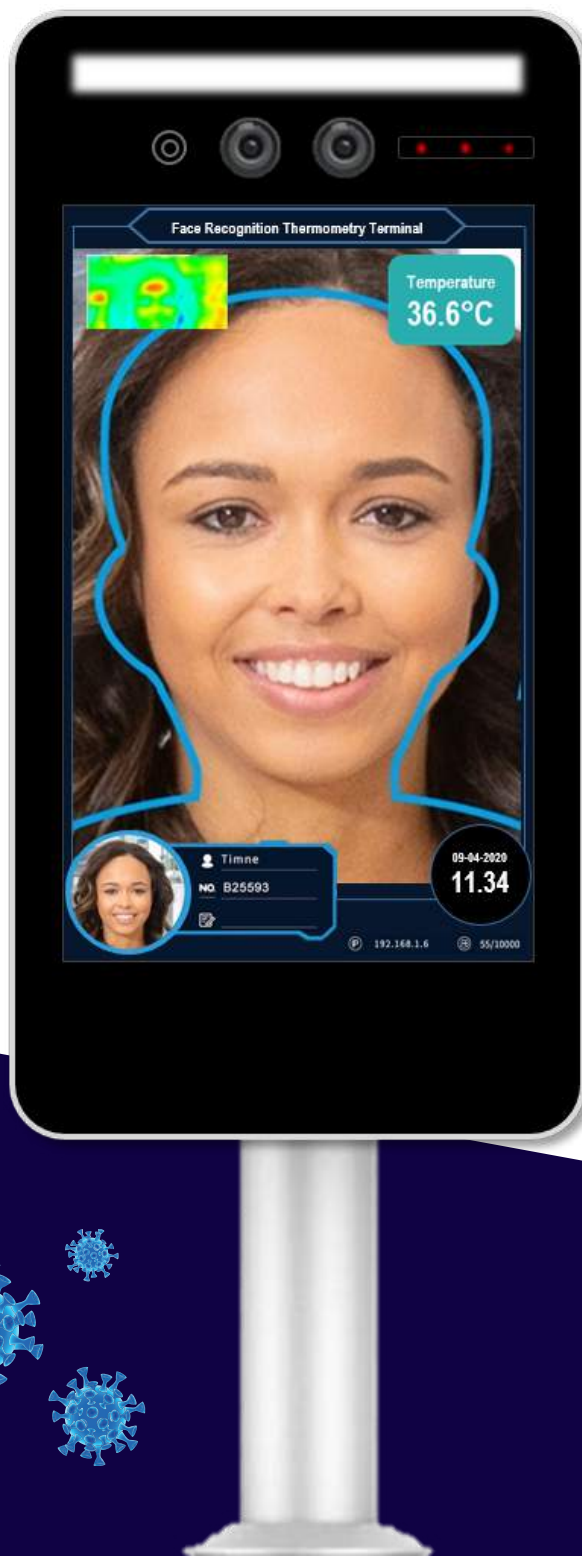 Face Recognition Thermometry Terminal
Temperature
36.6°C
Timne
NO. B25593
09-04-2020
11.34
192.168.1.6
55/10000